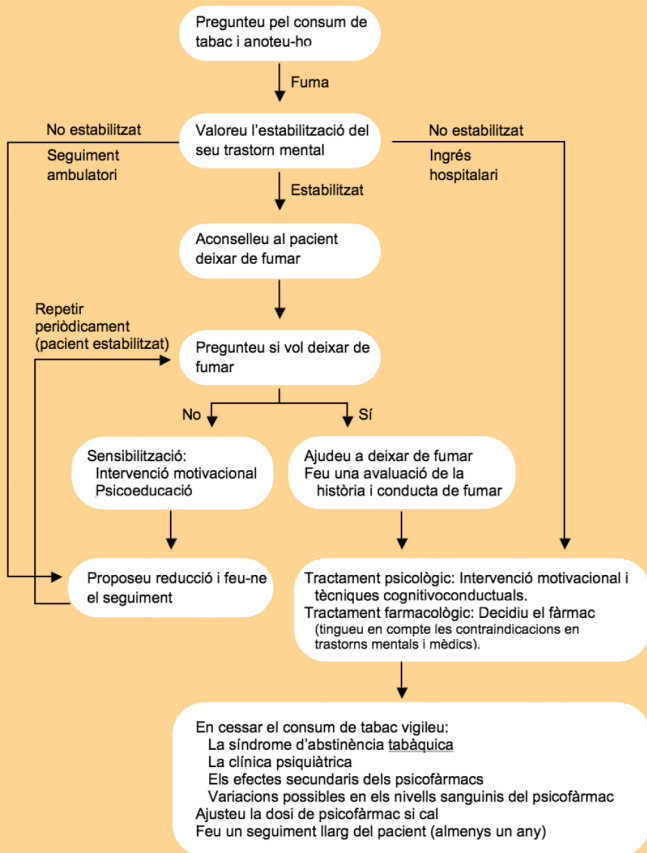 Pregunteu pel consum de
tabac i anoteu-ho
Fuma
No estabilitzat
Seguiment
ambulatori
Valoreu l'estabilització del
seu trastorn mental
No estabilitzat
Ingrés
hospitalari
Estabilitzat
Aconselleu al pacient
deixar de fumar
Repetir
periòdicament
(pacient estabilitzat)
Pregunteu si vol deixar de
fumar
No
Sí
Sensibilització:
Intervenció motivacional
Psicoeducació
Ajudeu a deixar de fumar
Feu una avaluació de la
història i conducta de fumar
Proposeu reducció i feu-ne
el seguiment
Tractament psicològic: Intervenció motivacional i
tècniques cognitivoconductuals.
Tractament farmacològic: Decidiu el fàrmac
(tingueu en compte les contraindicacions en
trastorns mentals i mèdics).
En cessar el consum de tabac vigileu:
La síndrome d'abstinència tabàquica
La clínica psiquiàtrica
Els efectes secundaris dels psicofàrmacs
Variacions possibles en els nivells sanguinis del psicofàrmac
Ajusteu la dosi de psicofàrmac si cal
Feu un seguiment llarg del pacient (almenys un any)